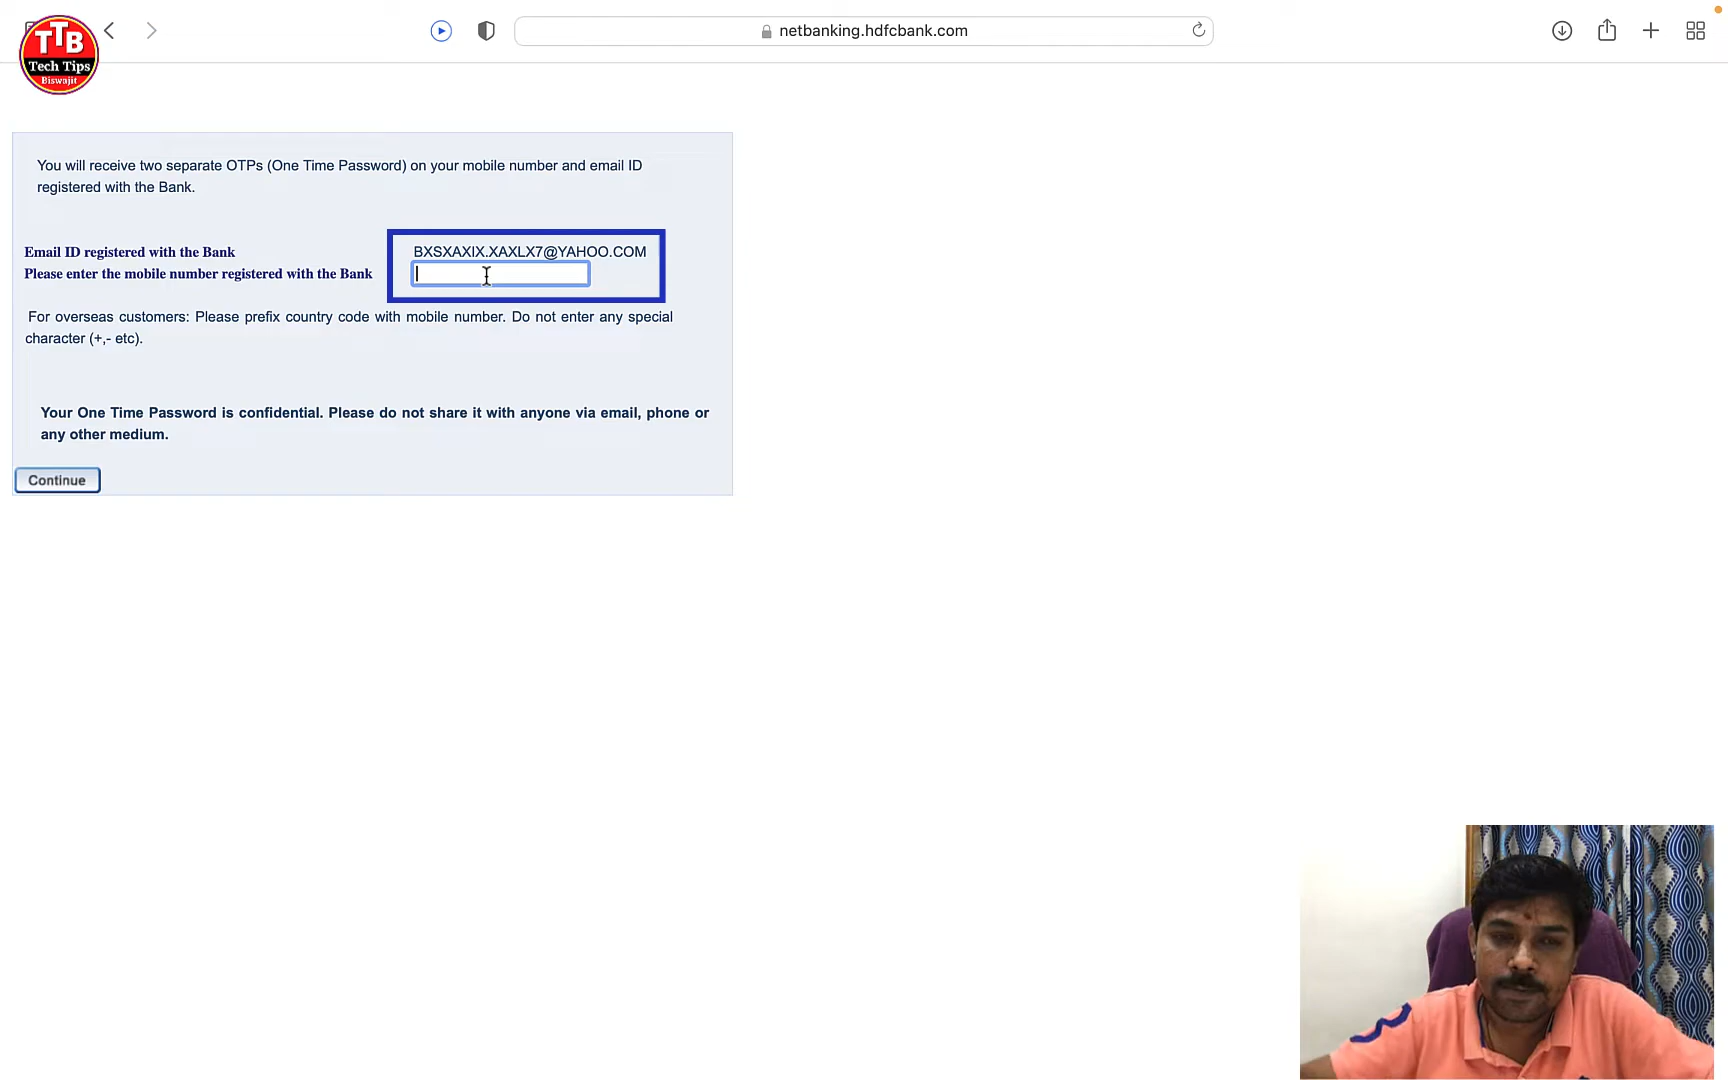 TTB
Tech Tips
Biswajit
netbanking.hdfcbank.com
You will receive two separate OTPs (One Time Password) on your mobile number and email ID
registered with the Bank.
Email ID registered with the Bank
BXSXAXIX.XAXLX7@YAHOO.COM
Please enter the mobile number registered with the Bank
For overseas customers: Please prefix country code with mobile number. Do not enter any special
character (+,- etc).
Your One Time Password is confidential. Please do not share it with anyone via email, phone or
any other medium.
Continue